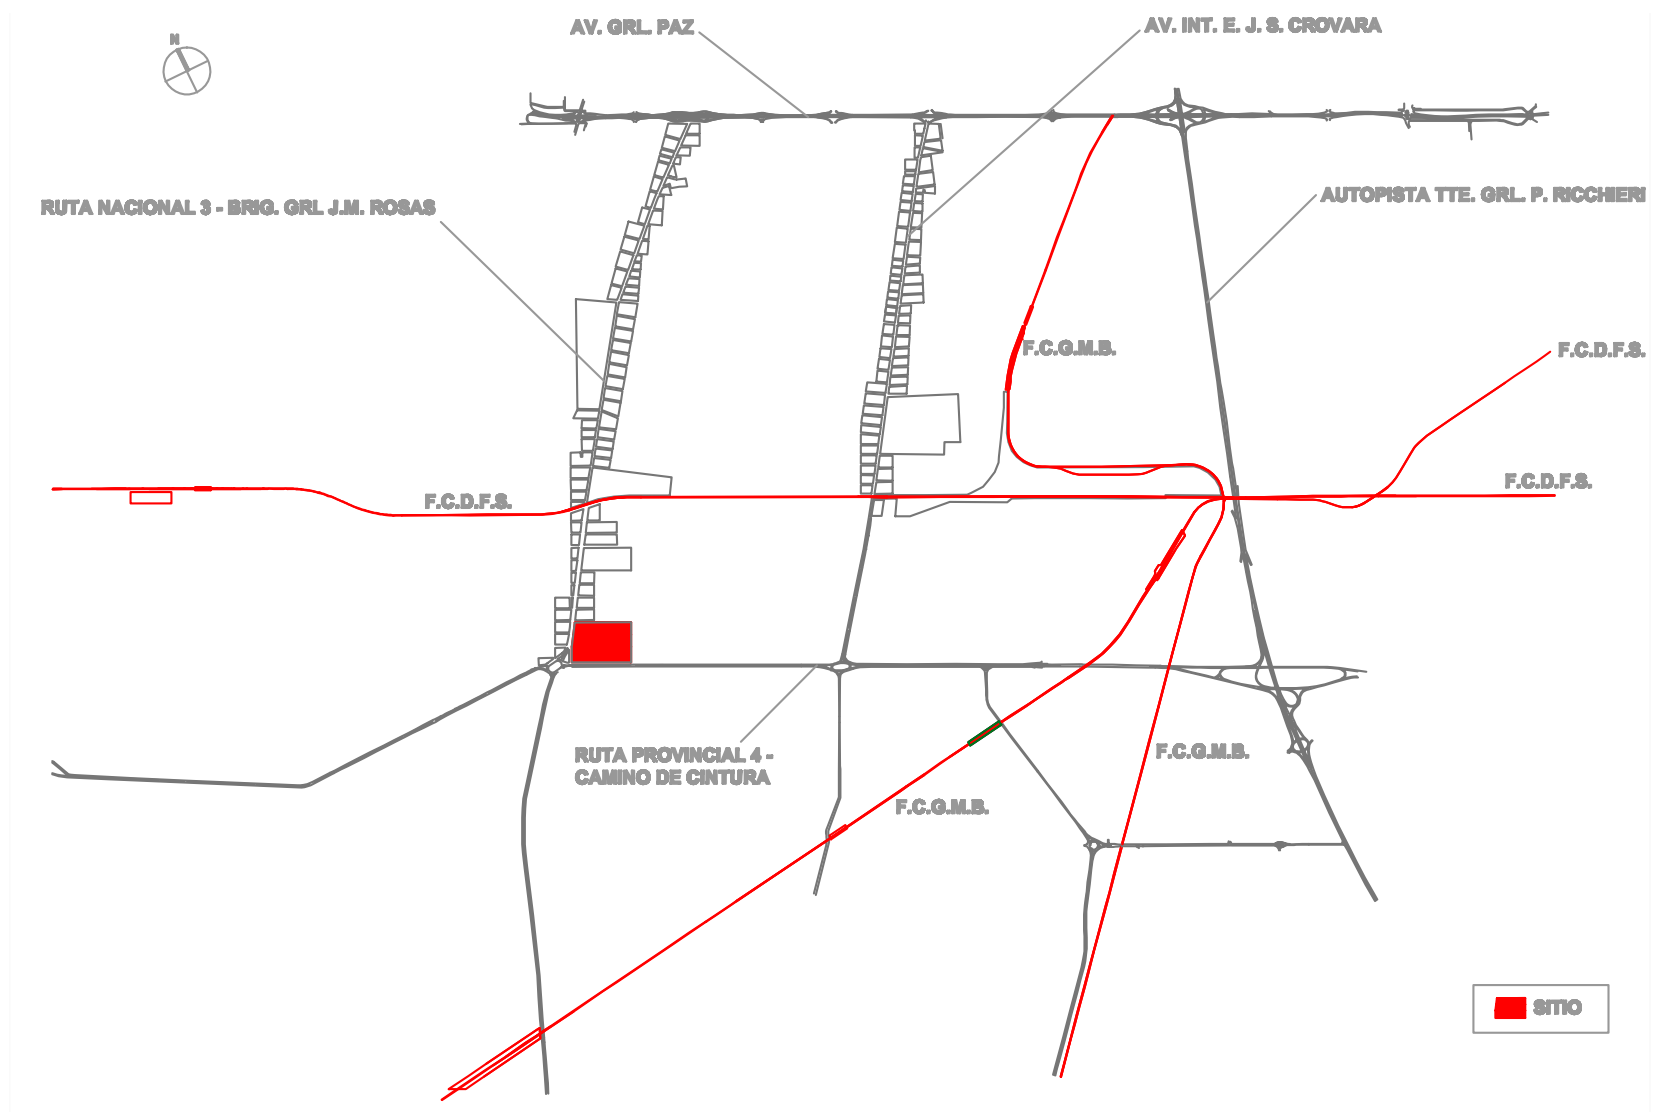 AV. GRL. PAZ
AV. INT. E. J. S. CROVARA
N
RUTA NACIONAL 3 - BRIG. GRL J.M. ROSAS
AUTOPISTA TTE. GRL. P. RICCHIERI
F.C.G.M.B.
F.C.D.F.S.
F.C.D.F.S.
F.C.D.F.S.
RUTA PROVINCIAL 4 -
CAMINO DE CINTURA
F.C.G.M.B.
F.C.G.M.B.
SITIO